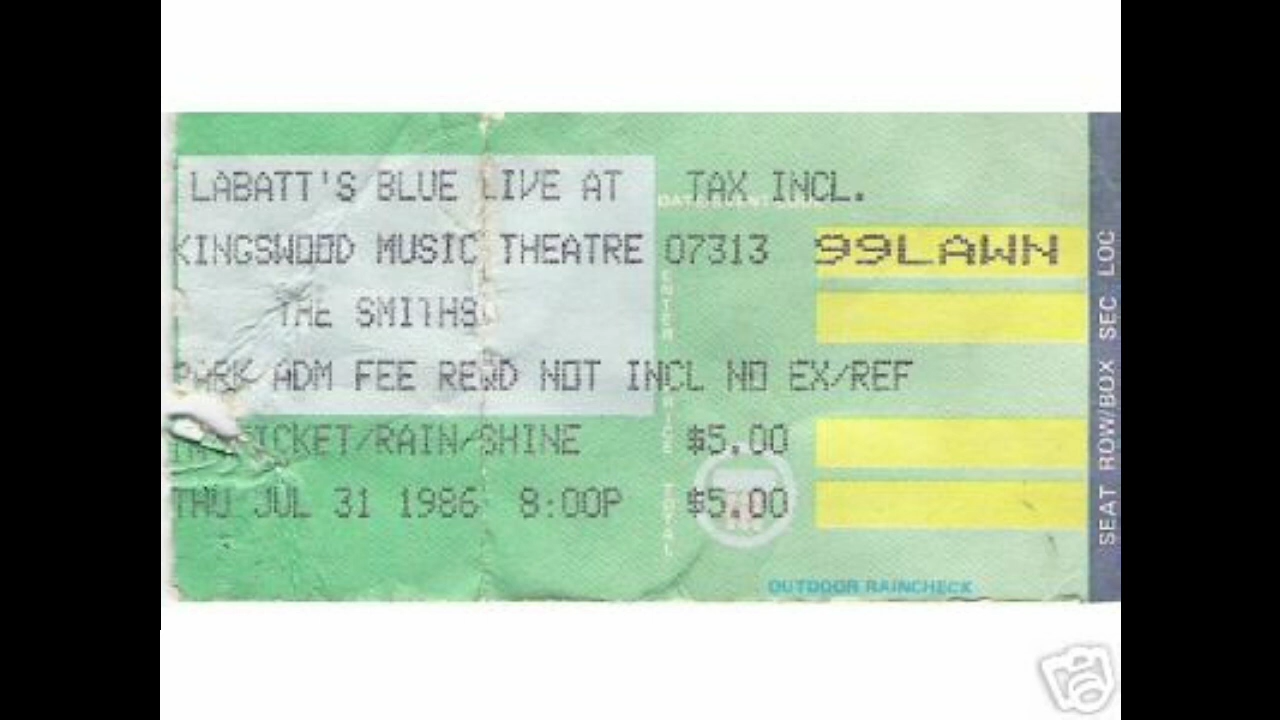 LABATT'S BLUE LIVE AT TAX INCL.
KINGSWOOD MUSIC THEATRE 07313 99LAWN
THE SMITHS
PARK ADM FEE REQD NOT INCL NO EX/REF
TICKET/RAIN/SHINE $5.00
THU JUL 31 1986 8:00P $5.00
OUTDOOR RAINCHECK
SEAT ROW/BOX SEC LOC
ENTER
TOTAL